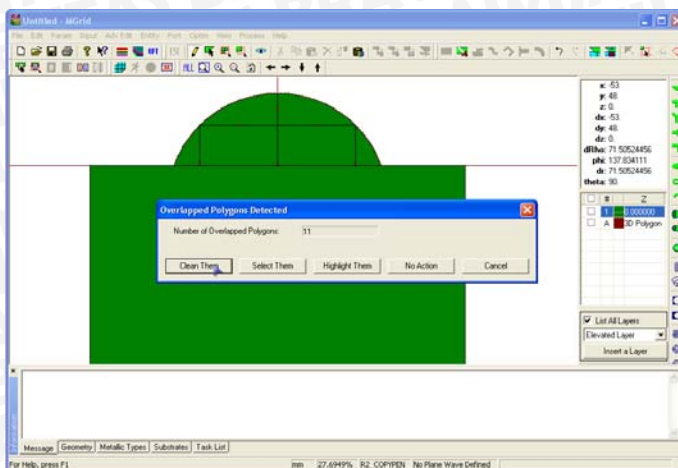 Untitled - MGrid
File Edit Param Input Adv Edit Entity Port Optim View Process Help
ALL
x: -53
y: 48.
z: 0.
dx: -53
dy: 48.
dz: 0.
dRho: 71.50524456
phi: 137.834111
dr: 71.50524456
theta: 90.
# Z
1 0.000000
A 3D Polygon
Overlapped Polygons Detected
Number of Overlapped Polygons: 11
Clean Them Select Them Highlight Them No Action Cancel
List All Layers
Elevated Layer
Insert a Layer
Message Geometry Metallic Types Substrates Task List
For Help, press F1 mm 27.6949% R2_COPYPEN No Plane Wave Defined